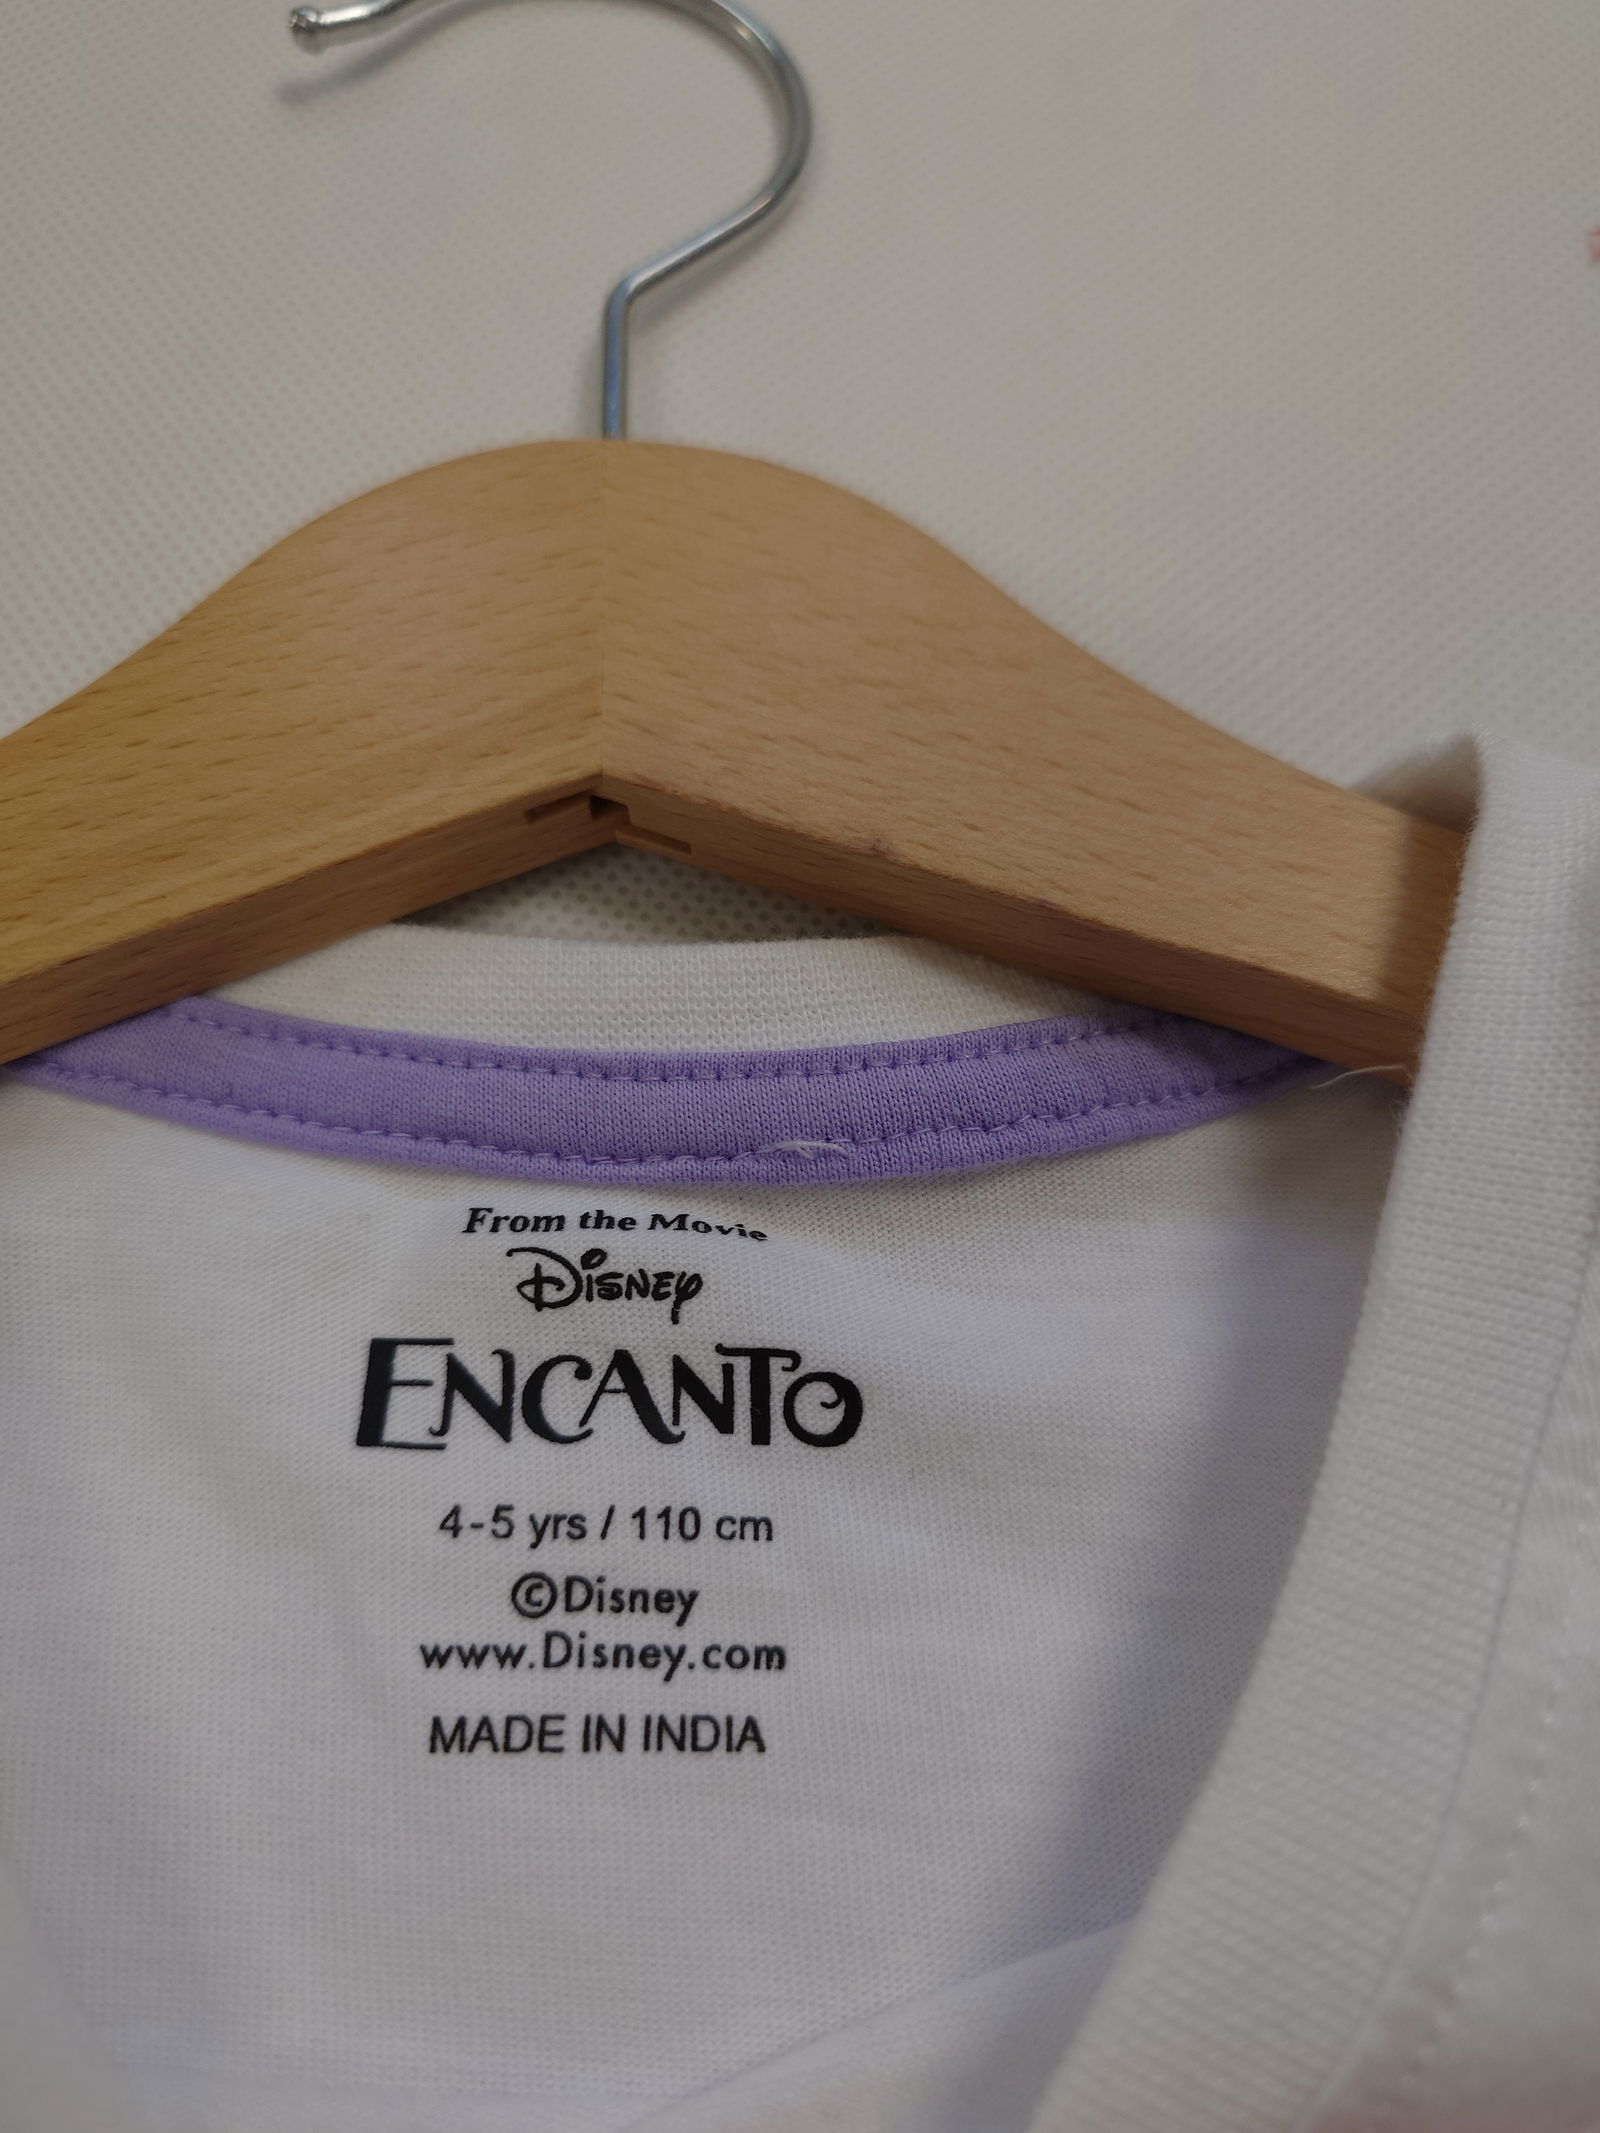 From the Movie
Disney
ENCANTO
4-5 yrs / 110 cm
©Disney
www.Disney.com
MADE IN INDIA